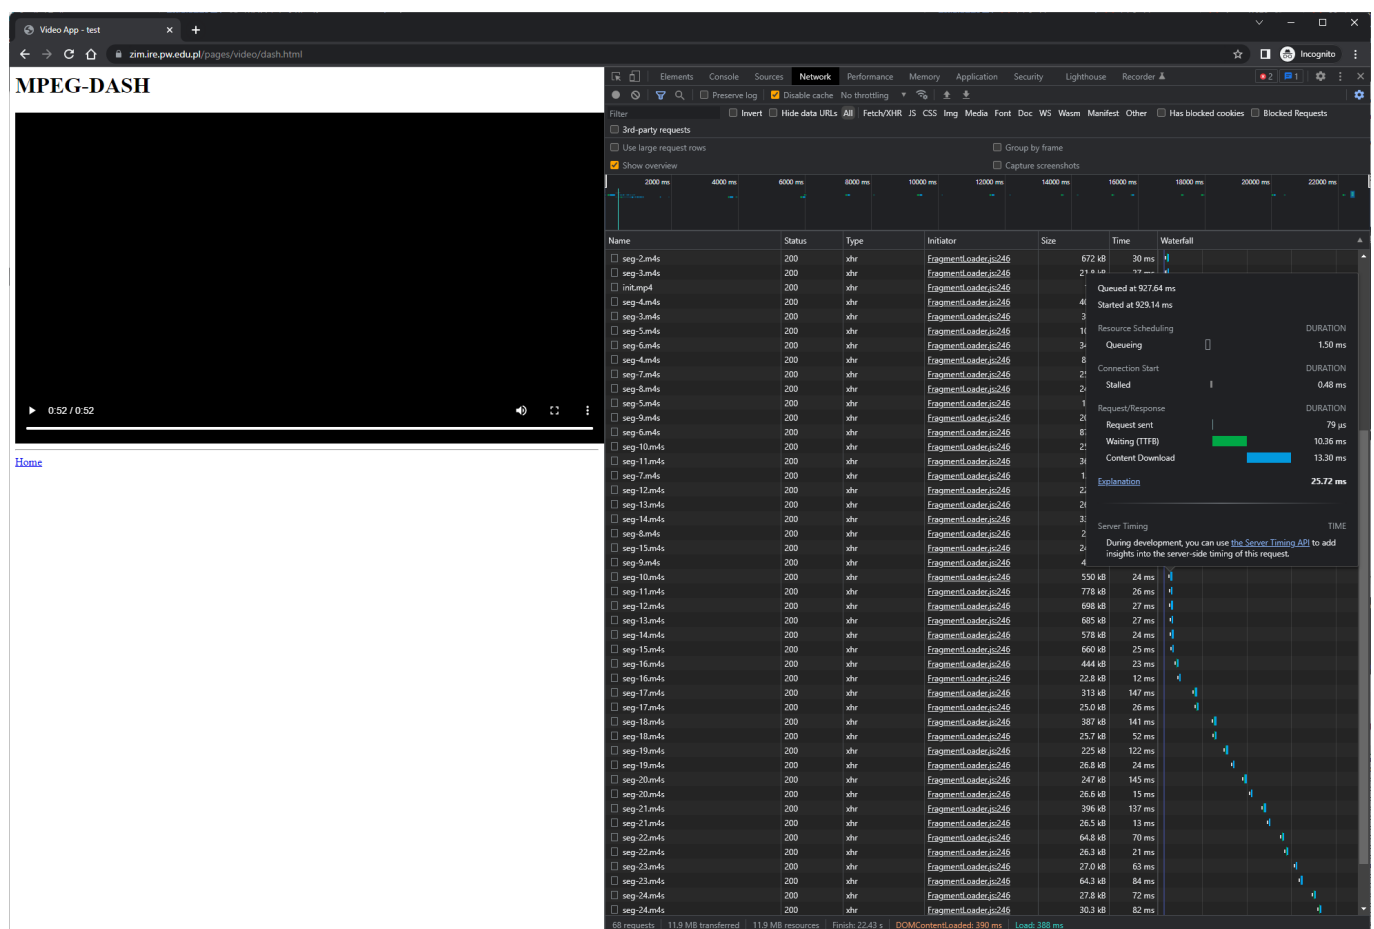 Video App - test
zim.ire.pw.edu.pl/pages/video/dash.html
Incognito
MPEG-DASH
0:52 / 0:52
Home
Elements Console Sources Network Performance Memory Application Security Lighthouse Recorder 2 1
Preserve log Disable cache No throttling
Filter Invert Hide data URLs All Fetch/XHR JS CSS Img Media Font Doc WS Wasm Manifest Other Has blocked cookies Blocked Requests
3rd-party requests
Use large request rows Group by frame
Show overview Capture screenshots
2000 ms 4000 ms 6000 ms 8000 ms 10000 ms 12000 ms 14000 ms 16000 ms 18000 ms 20000 ms 22000 ms
Name Status Type Initiator Size Time Waterfall
seg-2.m4s 200 xhr FragmentLoader.js:246 672 kB 30 ms
seg-3.m4s 200 xhr FragmentLoader.js:246
init.mp4 200 xhr FragmentLoader.js:246
seg-4.m4s 200 xhr FragmentLoader.js:246
seg-3.m4s 200 xhr FragmentLoader.js:246
seg-5.m4s 200 xhr FragmentLoader.js:246
seg-6.m4s 200 xhr FragmentLoader.js:246
seg-4.m4s 200 xhr FragmentLoader.js:246
seg-7.m4s 200 xhr FragmentLoader.js:246
seg-8.m4s 200 xhr FragmentLoader.js:246
seg-5.m4s 200 xhr FragmentLoader.js:246
seg-9.m4s 200 xhr FragmentLoader.js:246
seg-6.m4s 200 xhr FragmentLoader.js:246
seg-10.m4s 200 xhr FragmentLoader.js:246
seg-11.m4s 200 xhr FragmentLoader.js:246
seg-7.m4s 200 xhr FragmentLoader.js:246
seg-12.m4s 200 xhr FragmentLoader.js:246
seg-13.m4s 200 xhr FragmentLoader.js:246
seg-14.m4s 200 xhr FragmentLoader.js:246
seg-8.m4s 200 xhr FragmentLoader.js:246
seg-15.m4s 200 xhr FragmentLoader.js:246
seg-9.m4s 200 xhr FragmentLoader.js:246
seg-10.m4s 200 xhr FragmentLoader.js:246 550 kB 24 ms
seg-11.m4s 200 xhr FragmentLoader.js:246 778 kB 26 ms
seg-12.m4s 200 xhr FragmentLoader.js:246 698 kB 27 ms
seg-13.m4s 200 xhr FragmentLoader.js:246 685 kB 27 ms
seg-14.m4s 200 xhr FragmentLoader.js:246 578 kB 24 ms
seg-15.m4s 200 xhr FragmentLoader.js:246 660 kB 25 ms
seg-16.m4s 200 xhr FragmentLoader.js:246 444 kB 23 ms
seg-16.m4s 200 xhr FragmentLoader.js:246 22.8 kB 12 ms
seg-17.m4s 200 xhr FragmentLoader.js:246 313 kB 147 ms
seg-17.m4s 200 xhr FragmentLoader.js:246 25.0 kB 26 ms
seg-18.m4s 200 xhr FragmentLoader.js:246 387 kB 141 ms
seg-18.m4s 200 xhr FragmentLoader.js:246 25.7 kB 52 ms
seg-19.m4s 200 xhr FragmentLoader.js:246 225 kB 122 ms
seg-19.m4s 200 xhr FragmentLoader.js:246 26.8 kB 24 ms
seg-20.m4s 200 xhr FragmentLoader.js:246 247 kB 145 ms
seg-20.m4s 200 xhr FragmentLoader.js:246 26.6 kB 15 ms
seg-21.m4s 200 xhr FragmentLoader.js:246 396 kB 137 ms
seg-21.m4s 200 xhr FragmentLoader.js:246 26.5 kB 13 ms
seg-22.m4s 200 xhr FragmentLoader.js:246 64.8 kB 70 ms
seg-22.m4s 200 xhr FragmentLoader.js:246 26.3 kB 21 ms
seg-23.m4s 200 xhr FragmentLoader.js:246 27.0 kB 63 ms
seg-23.m4s 200 xhr FragmentLoader.js:246 64.3 kB 84 ms
seg-24.m4s 200 xhr FragmentLoader.js:246 27.8 kB 72 ms
seg-24.m4s 200 xhr FragmentLoader.js:246 30.3 kB 82 ms
Queued at 927.64 ms
Started at 929.14 ms
Resource Scheduling DURATION
Queueing 1.50 ms
Connection Start DURATION
Stalled 0.48 ms
Request/Response DURATION
Request sent 79 μs
Waiting (TTFB) 10.36 ms
Content Download 13.30 ms
Explanation 25.72 ms
Server Timing TIME
During development, you can use the Server Timing API to add
insights into the server-side timing of this request.
68 requests 11.9 MB transferred 11.9 MB resources Finish: 22.43 s DOMContentLoaded: 390 ms Load: 388 ms